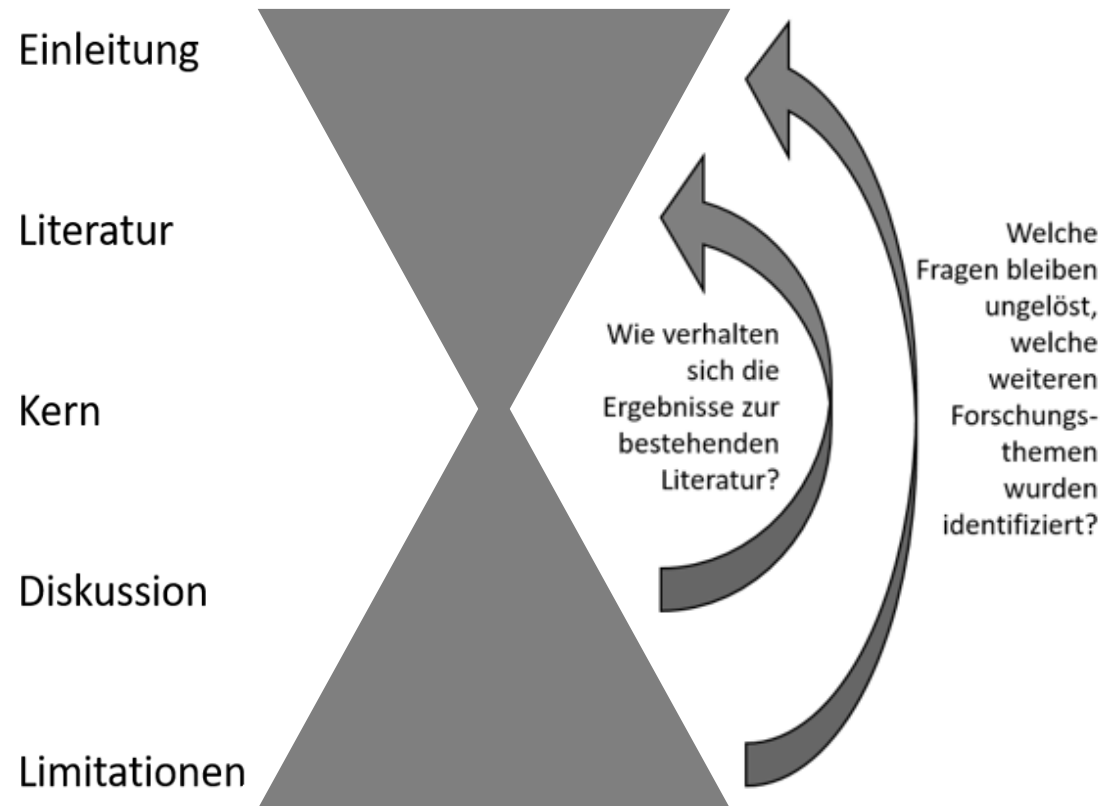 Einleitung
Literatur
Kern
Diskussion
Limitationen
Wie verhalten
sich die
Ergebnisse zur
bestehenden
Literatur?
Welche
Fragen bleiben
ungelöst,
welche
weiteren
Forschungs-
themen
wurden
identifiziert?